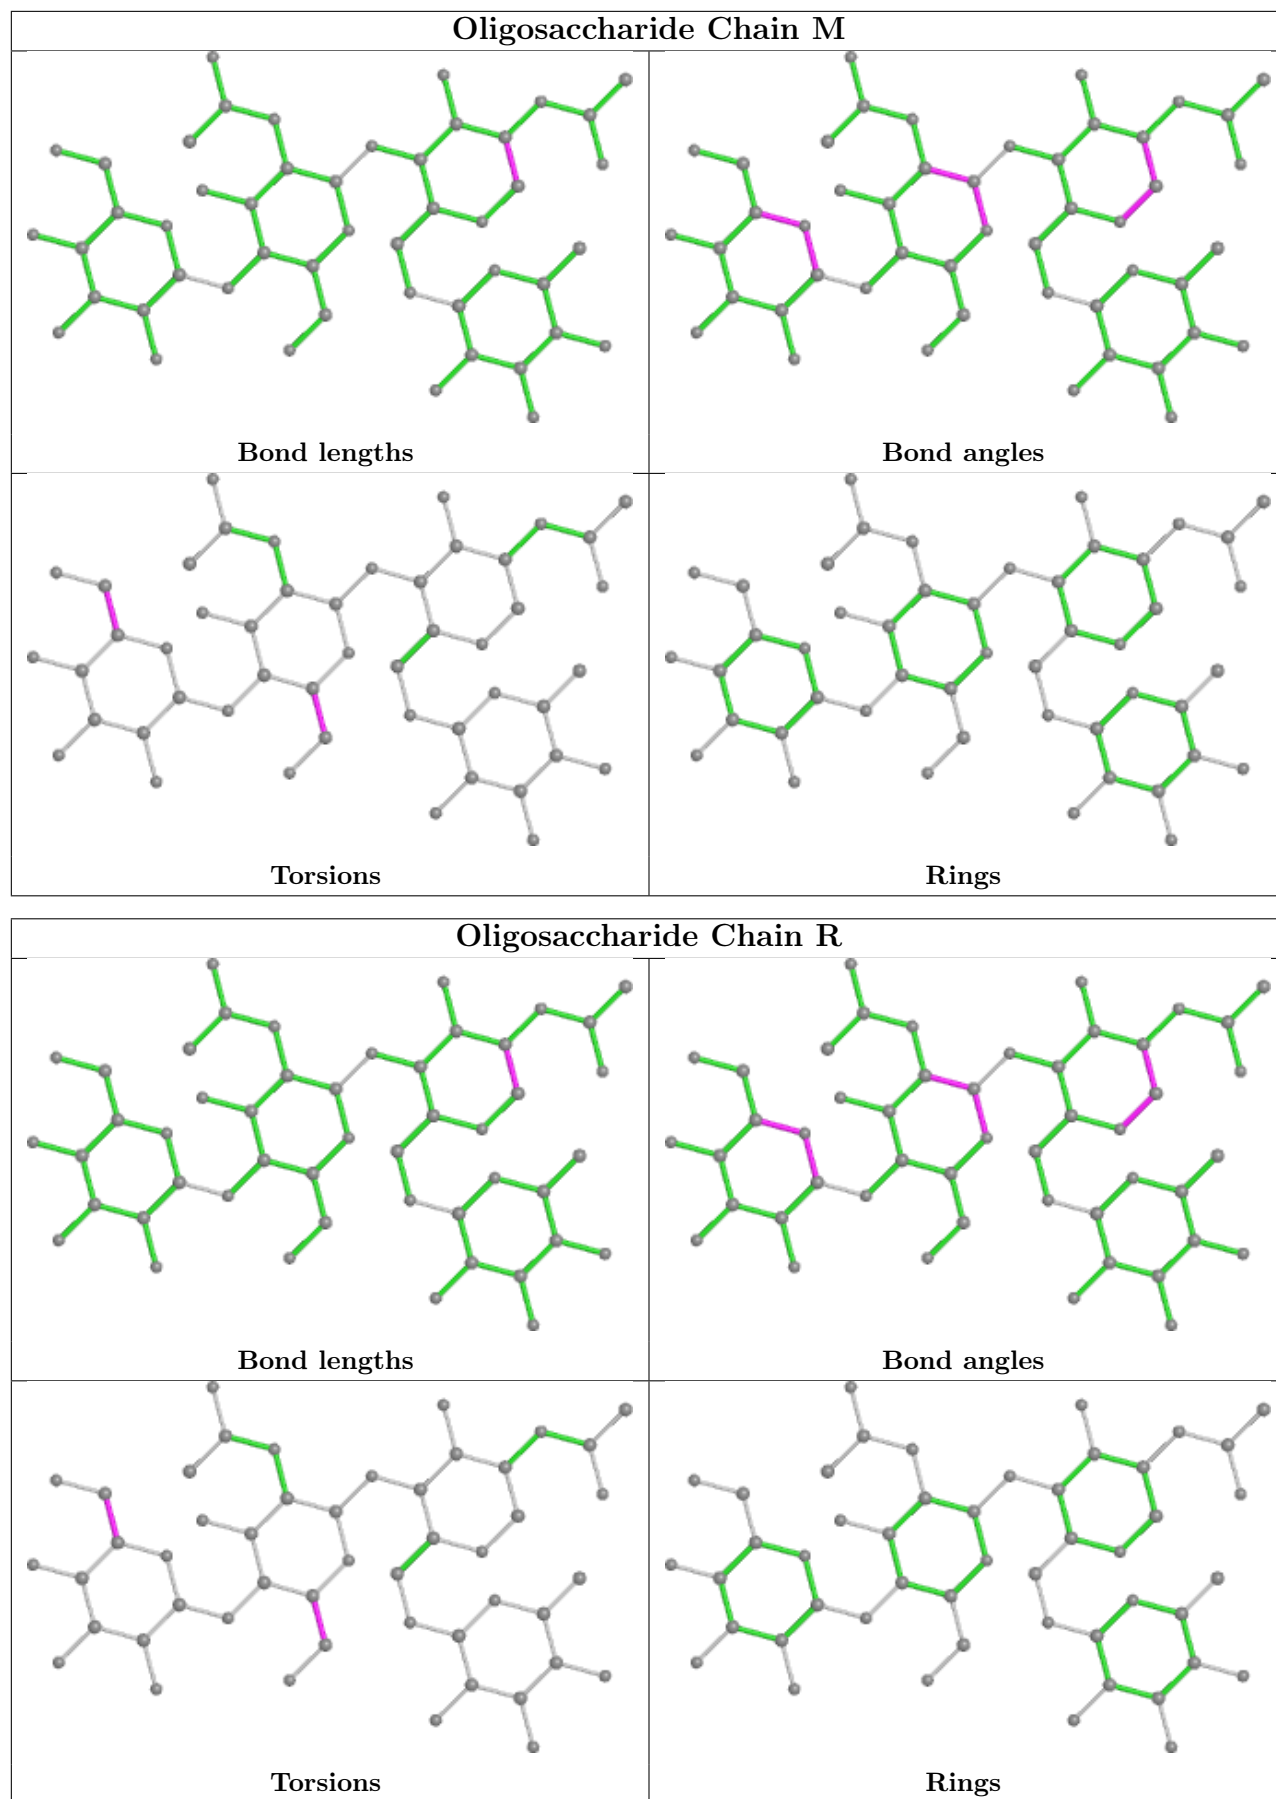 Oligosaccharide Chain M
Bond lengths
Bond angles
Torsions
Rings
Oligosaccharide Chain R
Bond lengths
Bond angles
Torsions
Rings